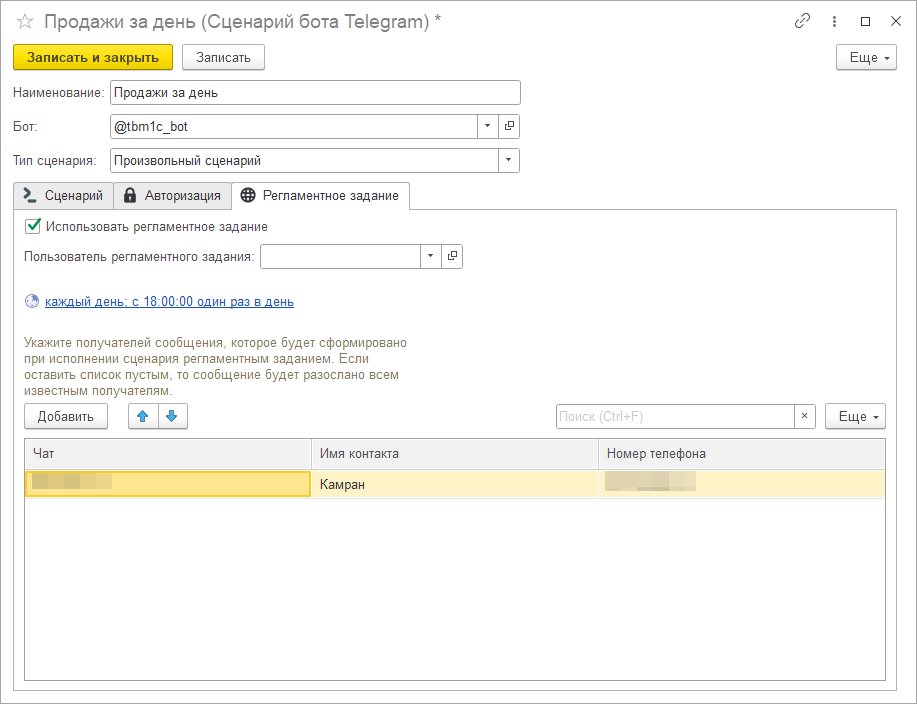 Продажи за день (Сценарий бота Telegram) *
Записать и закрыть Записать Еще
Наименование: Продажи за день
Бот: @tbm1c_bot
Тип сценария: Произвольный сценарий
Сценарий Авторизация Регламентное задание
Использовать регламентное задание
Пользователь регламентного задания:
каждый день; с 18:00:00 один раз в день
Укажите получателей сообщения, которое будет сформировано
при исполнении сценария регламентным заданием. Если
оставить список пустым, то сообщение будет разослано всем
известным получателям.
Добавить Поиск (Ctrl+F) × Еще
Чат Имя контакта Номер телефона
Камран